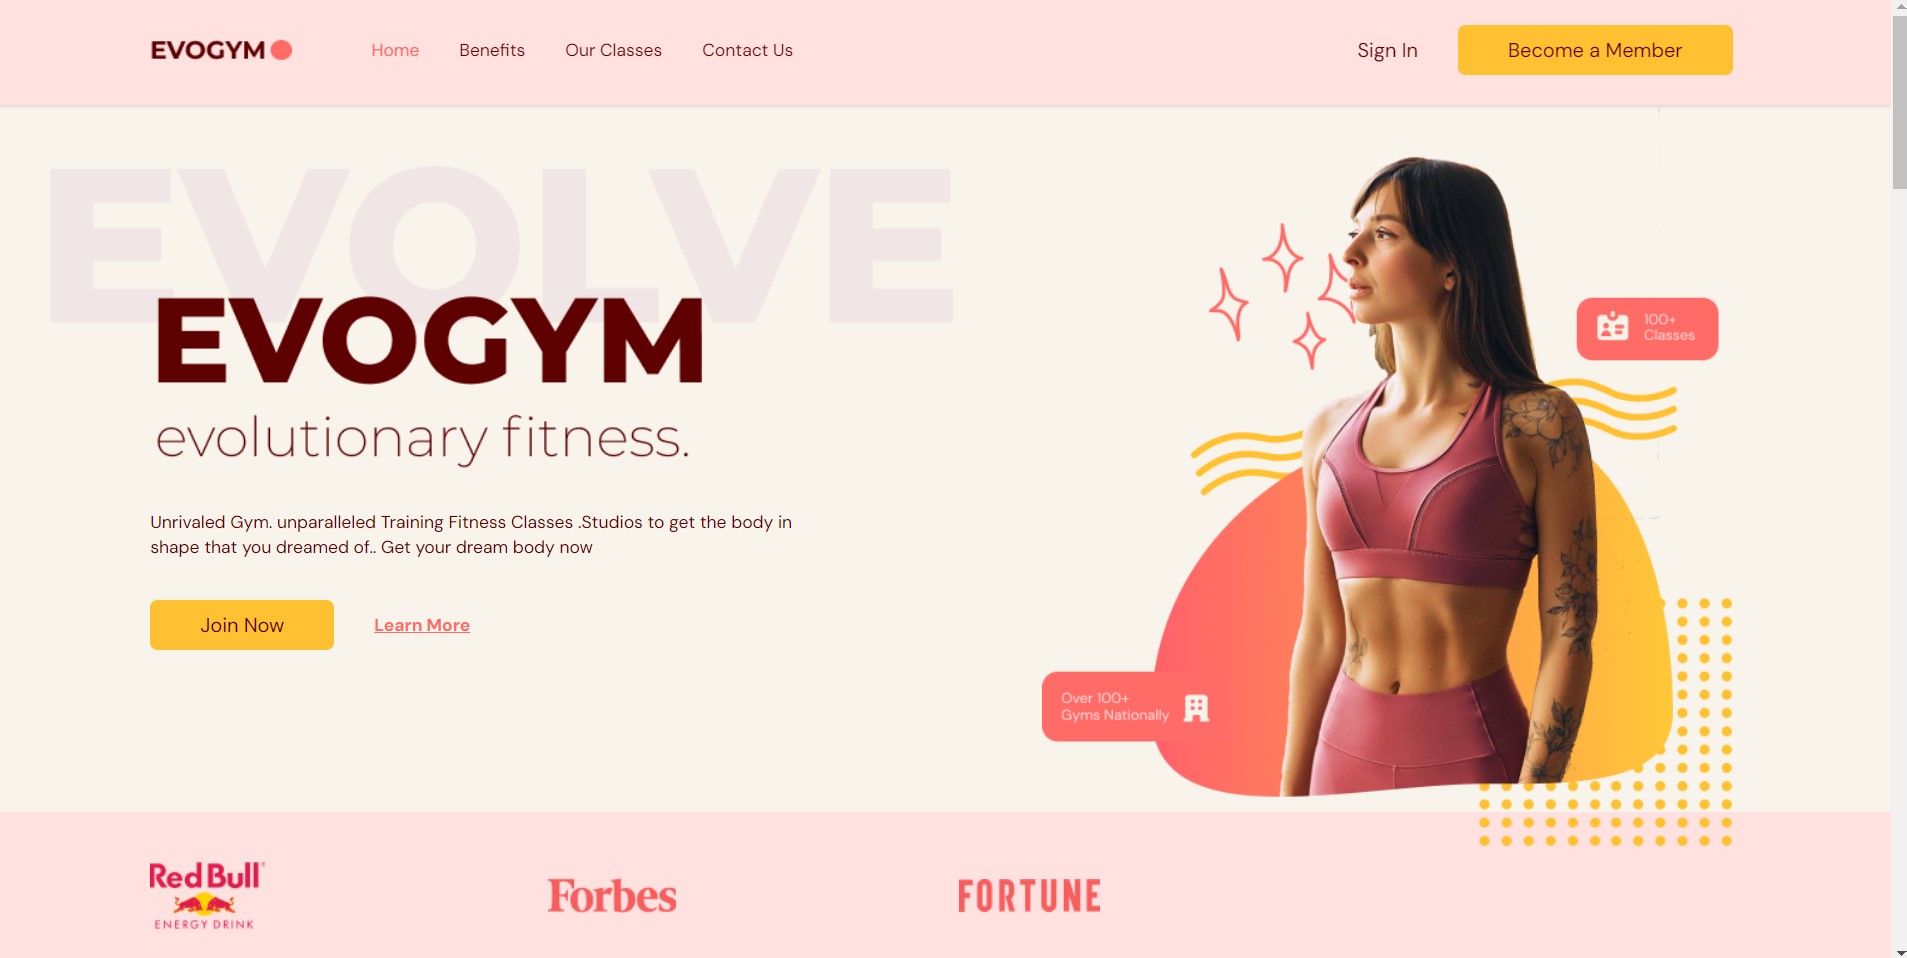 EVOGYM
Home
Benefits
Our Classes
Contact Us
Sign In
Become a Member
EVOLVE
EVOGYM
evolutionary fitness.
Unrivaled Gym. unparalleled Training Fitness Classes .Studios to get the body in
shape that you dreamed of.. Get your dream body now
Join Now
Learn More
100+
Classes
Over 100+
Gyms Nationally
Red Bull
ENERGY DRINK
Forbes
FORTUNE